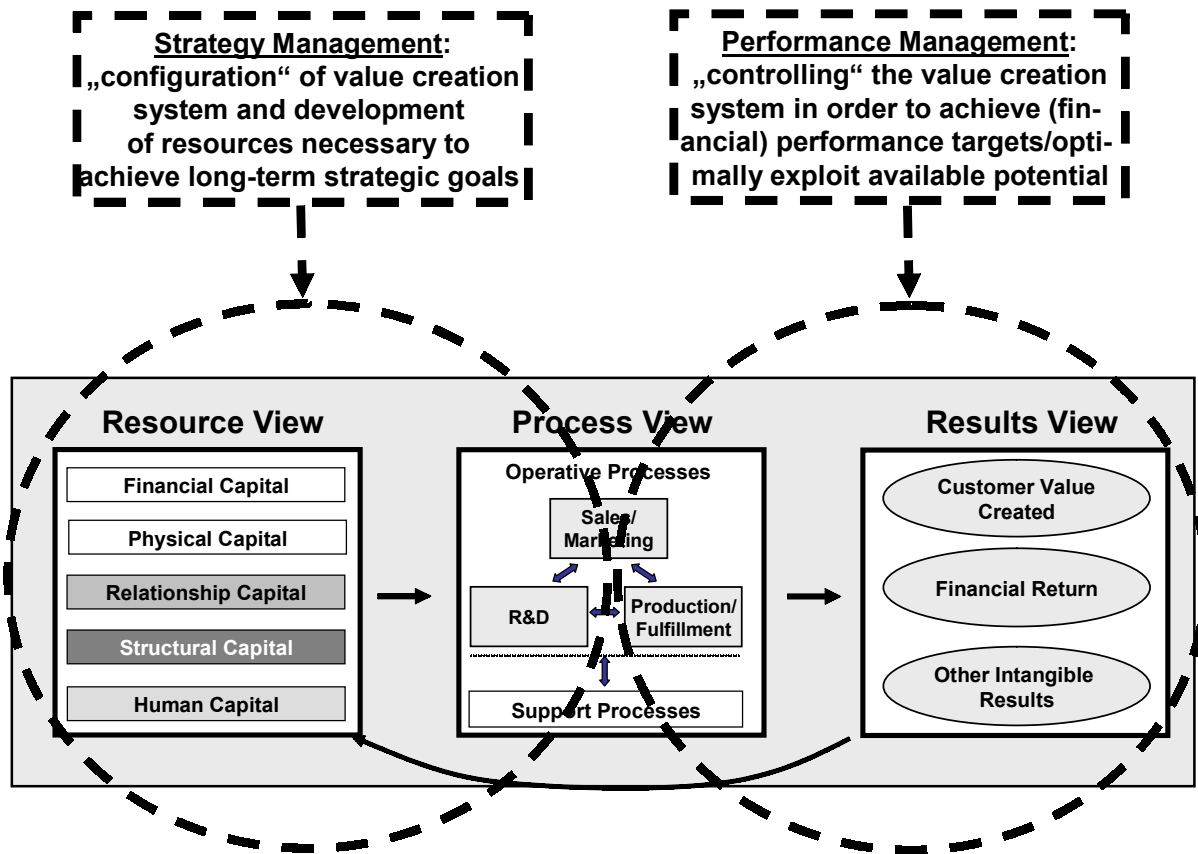 Strategy Management:
„configuration“ of value creation
system and development
of resources necessary to
achieve long-term strategic goals
Performance Management:
„controlling“ the value creation
system in order to achieve (fin-
ancial) performance targets/opti-
mally exploit available potential
Resource View
Financial Capital
Physical Capital
Relationship Capital
Structural Capital
Human Capital
Process View
Operative Processes
Sales/
Marketing
R&D
Production/
Fulfillment
Support Processes
Results View
Customer Value
Created
Financial Return
Other Intangible
Results